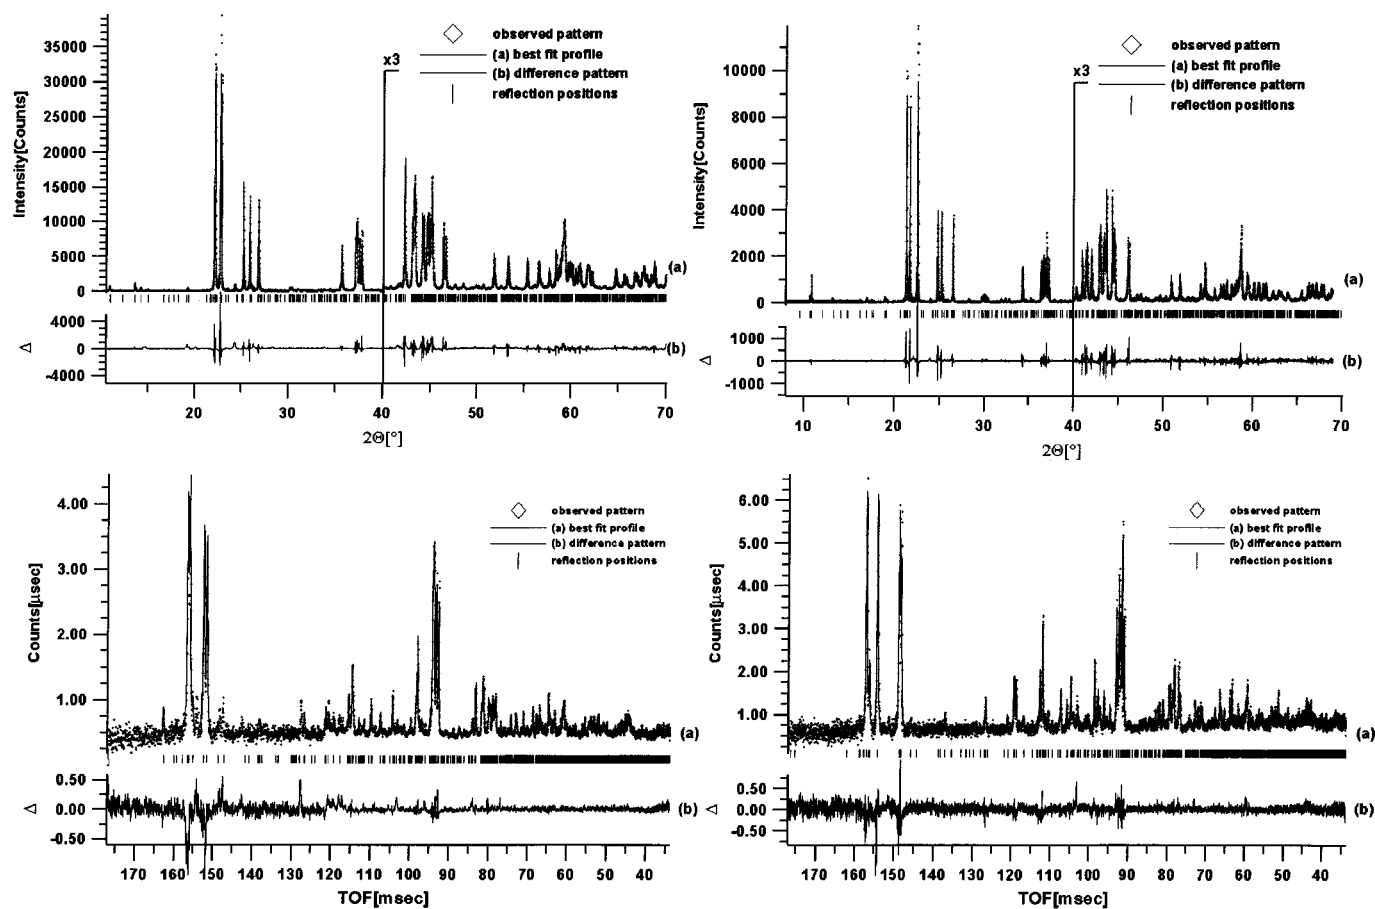 observed pattern
(a) best fit profile
(b) difference pattern
reflection positions
x3
35000
30000
25000
20000
15000
10000
5000
0
Intensity[Counts]
(a)
4000
0
-4000
Δ
(b)
20 30 40 50 60 70
2Θ[°]
observed pattern
(a) best fit profile
(b) difference pattern
reflection positions
x3
10000
8000
6000
4000
2000
0
Intensity[Counts]
(a)
1000
0
-1000
Δ
(b)
10 20 30 40 50 60 70
2Θ[°]
observed pattern
(a) best fit profile
(b) difference pattern
reflection positions
4.00
3.00
2.00
1.00
Counts[μsec]
(a)
0.50
0.00
-0.50
Δ
(b)
170 160 150 140 130 120 110 100 90 80 70 60 50 40
TOF[msec]
observed pattern
(a) best fit profile
(b) difference pattern
reflection positions
6.00
5.00
4.00
3.00
2.00
1.00
Counts[μsec]
(a)
0.50
0.00
-0.50
Δ
(b)
170 160 150 140 130 120 110 100 90 80 70 60 50 40
TOF[msec]